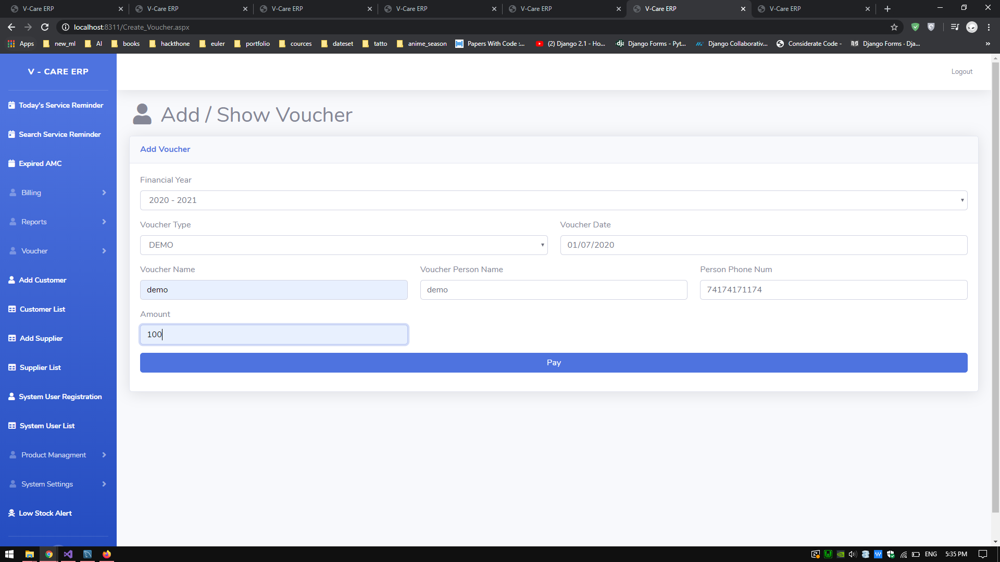 V-Care ERP
V-Care ERP
V-Care ERP
V-Care ERP
V-Care ERP
V-Care ERP
V-Care ERP
localhost:8311/Create_Voucher.aspx
Apps
new_ml
AI
books
hackthone
euler
portfolio
cources
dateset
tatto
anime_season
Papers With Code :...
(2) Django 2.1 - Ho...
dja
Django Forms - Pyt...
Django Collaborativ...
Considerate Code -
Django Forms · Dja...
V - CARE ERP
Logout
Today's Service Reminder
Search Service Reminder
Expired AMC
Billing
Reports
Voucher
Add Customer
Customer List
Add Supplier
Supplier List
System User Registration
System User List
Product Managment
System Settings
Low Stock Alert
Add / Show Voucher
Add Voucher
Financial Year
2020 - 2021
Voucher Type
Voucher Date
DEMO
01/07/2020
Voucher Name
Voucher Person Name
Person Phone Num
demo
demo
74174171174
Amount
100
Pay
ENG
5:35 PM